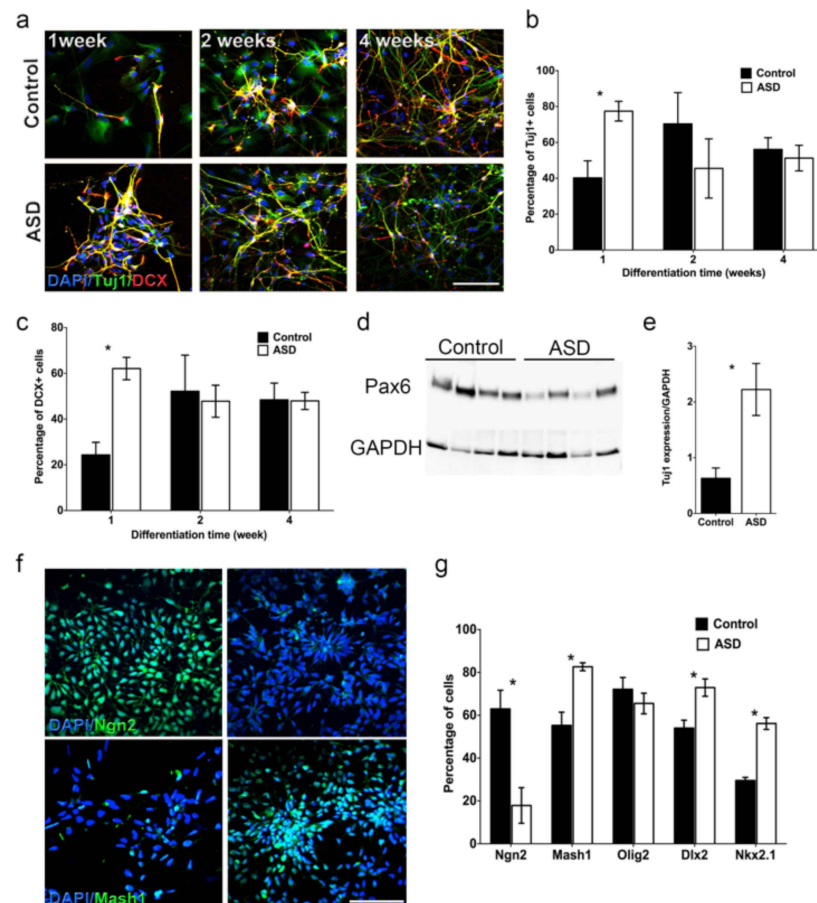 a
1week
2 weeks
4 weeks
Control
ASD
DAPI/Tuj1/DCX
b
Percentage of Tuj1+ cells
100
80
60
40
20
0
*
Control
ASD
1
2
4
Differentiation time (weeks)
c
Percentage of DCX+ cells
80
60
40
20
0
*
Control
ASD
1
2
4
Differentiation time (week)
d
Control
ASD
Pax6
GAPDH
e
Tuj1 expression/GAPDH
3
2
1
0
*
Control
ASD
f
DAPI/Ngn2
DAPI/Mash1
g
Control
ASD
Percentage of cells
100
80
60
40
20
0
*
*
*
*
Ngn2
Mash1
Olig2
Dlx2
Nkx2.1